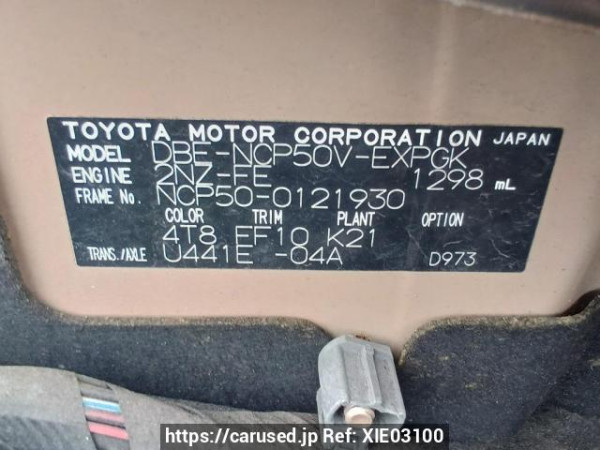 TOYOTA MOTOR CORPORATION JAPAN
MODEL DBE-NCP50V-EXPGK
ENGINE 2NZ-FE 1298 mL
FRAME No. NCP50-0121930
COLOR TRIM PLANT OPTION
4T8 EF10 K21
TRANS./AXLE U441E -04A D973
https://carused.jp Ref: XIE03100